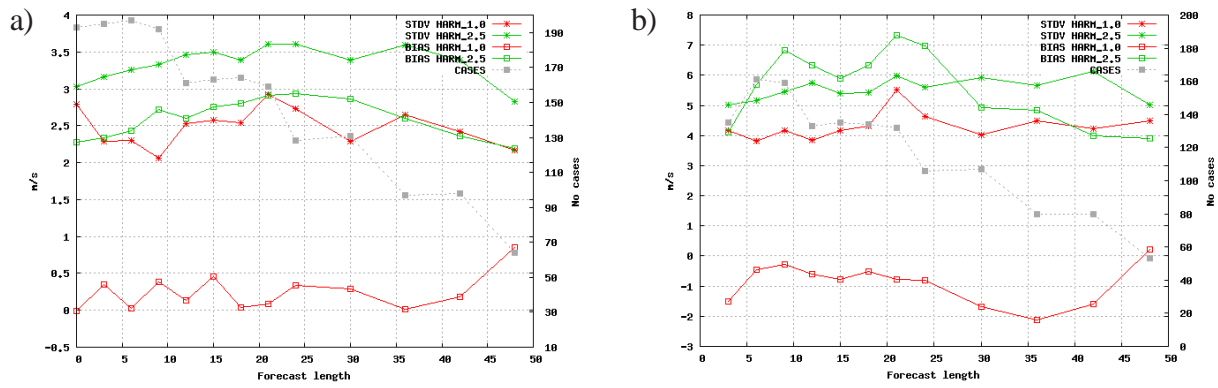 a)
4
3.5
3
2.5
2
1.5
1
0.5
0
-0.5
m/s
STDV HARM_1.0
STDV HARM_2.5
BIAS HARM_1.0
BIAS HARM_2.5
CASES
190
170
150
130
110
90
70
50
30
10
No cases
0 5 10 15 20 25 30 35 40 45 50
Forecast length
b)
8
7
6
5
4
3
2
1
0
-1
-2
-3
m/s
STDV HARM_1.0
STDV HARM_2.5
BIAS HARM_1.0
BIAS HARM_2.5
CASES
200
180
160
140
120
100
80
60
40
20
0
No cases
0 5 10 15 20 25 30 35 40 45 50
Forecast length